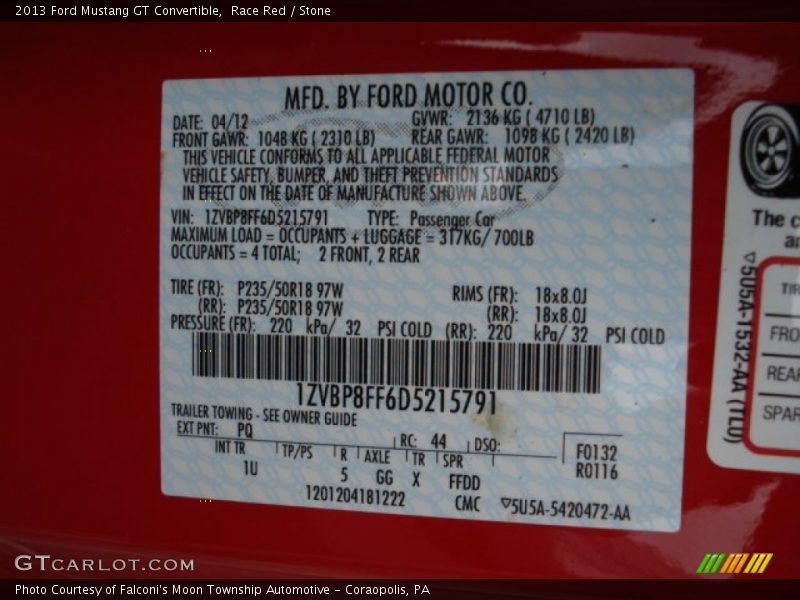 2013 Ford Mustang GT Convertible, Race Red / Stone
MFD. BY FORD MOTOR CO.
DATE: 04/12 GVWR: 2136 KG ( 4710 LB)
FRONT GAWR: 1048 KG ( 2310 LB) REAR GAWR: 1098 KG ( 2420 LB)
THIS VEHICLE CONFORMS TO ALL APPLICABLE FEDERAL MOTOR
VEHICLE SAFETY, BUMPER, AND THEFT PREVENTION STANDARDS
IN EFFECT ON THE DATE OF MANUFACTURE SHOWN ABOVE.
VIN: 1ZVBP8FF6D5215791 TYPE: Passenger Car
MAXIMUM LOAD = OCCUPANTS + LUGGAGE = 317KG/ 700LB
OCCUPANTS = 4 TOTAL; 2 FRONT, 2 REAR
TIRE (FR): P235/50R18 97W RIMS (FR): 18x8.0J
(RR): P235/50R18 97W (RR): 18x8.0J
PRESSURE (FR): 220 kPa/ 32 PSI COLD (RR): 220 kPa/ 32 PSI COLD
1ZVBP8FF6D5215791
TRAILER TOWING - SEE OWNER GUIDE
EXT PNT: PQ RC: 44 DSO:
INT TR TP/PS R AXLE TR SPR F0132
1U 5 GG X FFDD R0116
1201204181222 CMC ▽5U5A-5420472-AA
The c
▽5U5A-1532-AA (TLU)
TIR
FRO
REAR
SPAR
GTCARLOT.COM
Photo Courtesy of Falconi's Moon Township Automotive - Coraopolis, PA